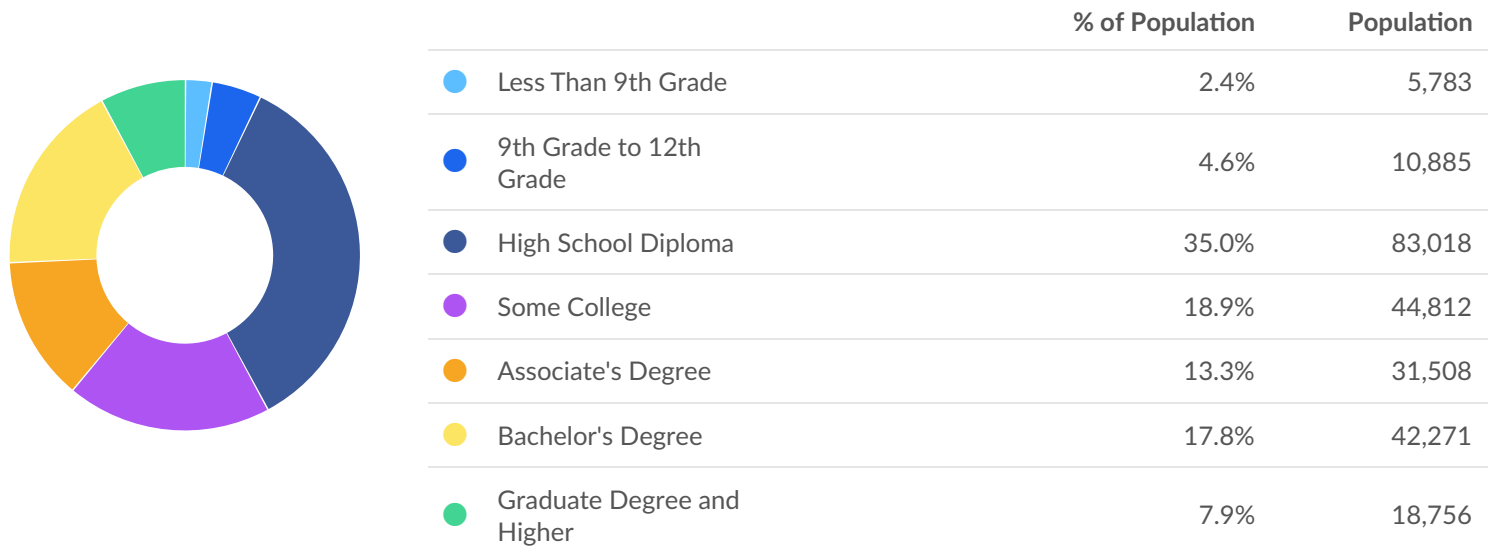 % of Population Population
Less Than 9th Grade 2.4% 5,783
9th Grade to 12th
Grade 4.6% 10,885
High School Diploma 35.0% 83,018
Some College 18.9% 44,812
Associate's Degree 13.3% 31,508
Bachelor's Degree 17.8% 42,271
Graduate Degree and
Higher 7.9% 18,756